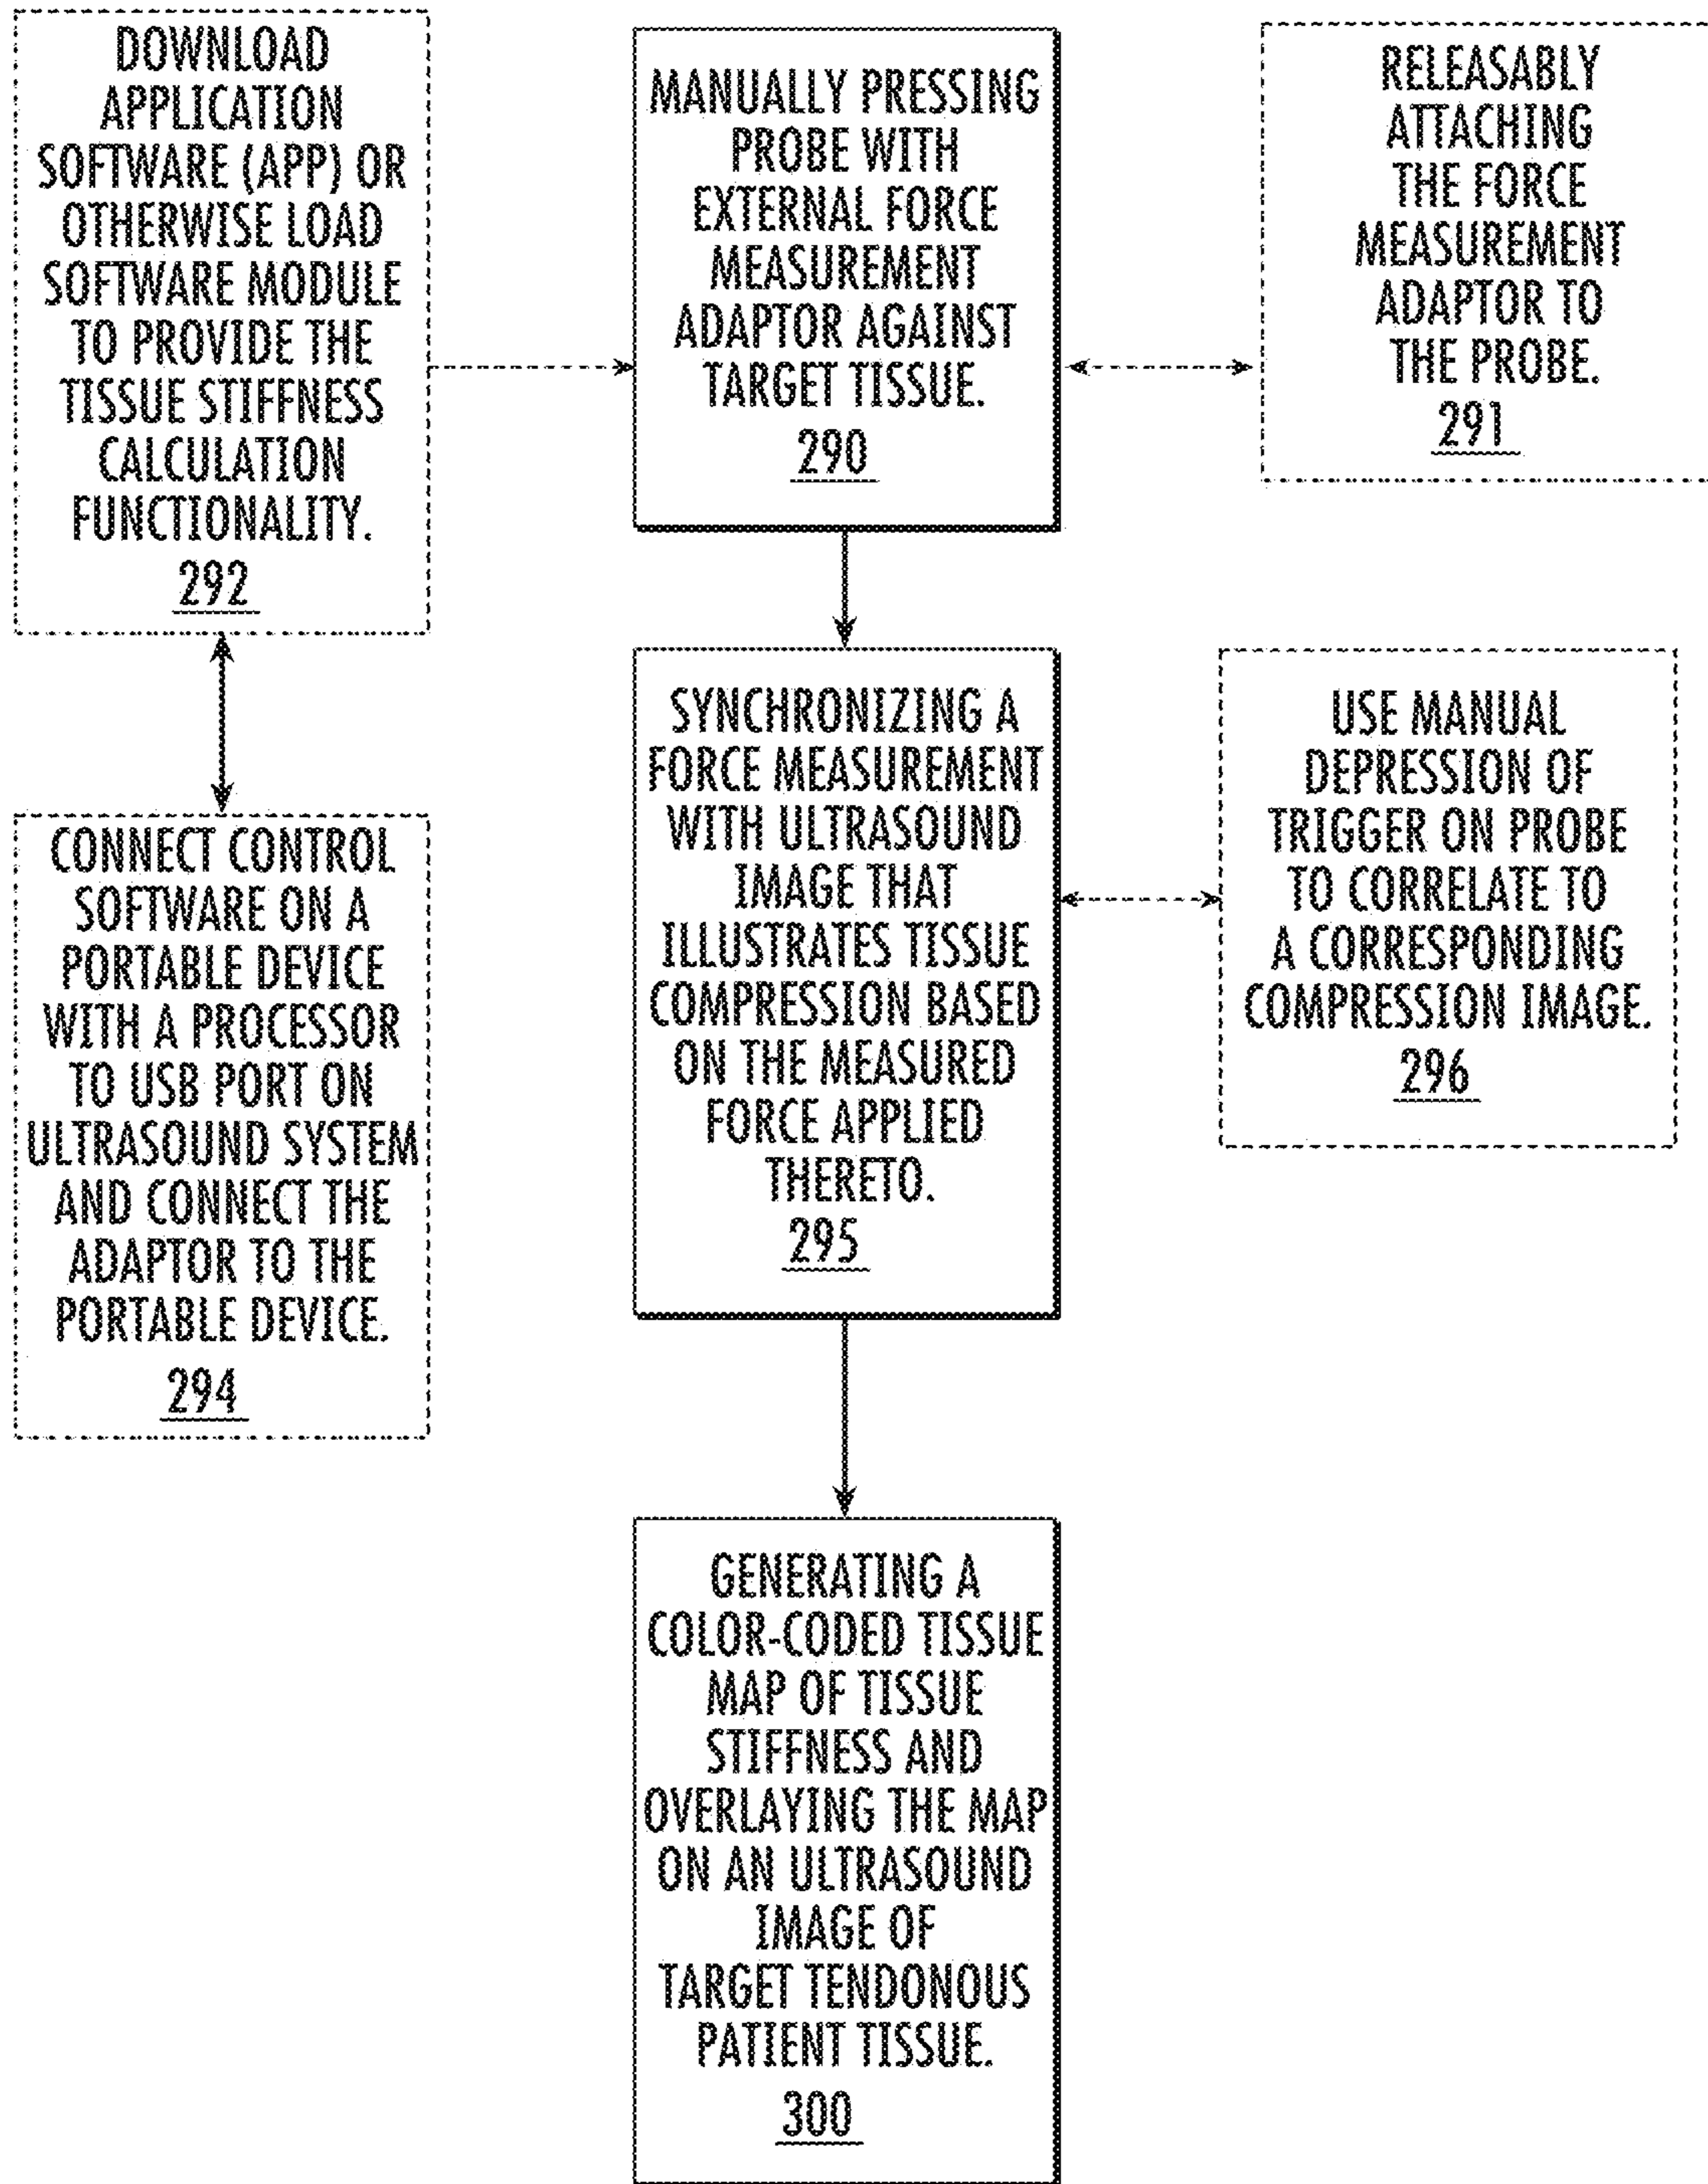 DOWNLOAD
APPLICATION
SOFTWARE (APP) OR
OTHERWISE LOAD
SOFTWARE MODULE
TO PROVIDE THE
TISSUE STIFFNESS
CALCULATION
FUNCTIONALITY.
292
MANUALLY PRESSING
PROBE WITH
EXTERNAL FORCE
MEASUREMENT
ADAPTOR AGAINST
TARGET TISSUE.
290
RELEASABLY
ATTACHING
THE FORCE
MEASUREMENT
ADAPTOR TO
THE PROBE.
291
CONNECT CONTROL
SOFTWARE ON A
PORTABLE DEVICE
WITH A PROCESSOR
TO USB PORT ON
ULTRASOUND SYSTEM
AND CONNECT THE
ADAPTOR TO THE
PORTABLE DEVICE.
294
SYNCHRONIZING A
FORCE MEASUREMENT
WITH ULTRASOUND
IMAGE THAT
ILLUSTRATES TISSUE
COMPRESSION BASED
ON THE MEASURED
FORCE APPLIED
THERETO.
295
USE MANUAL
DEPRESSION OF
TRIGGER ON PROBE
TO CORRELATE TO
A CORRESPONDING
COMPRESSION IMAGE.
296
GENERATING A
COLOR-CODED TISSUE
MAP OF TISSUE
STIFFNESS AND
OVERLAYING THE MAP
ON AN ULTRASOUND
IMAGE OF
TARGET TENDONOUS
PATIENT TISSUE.
300